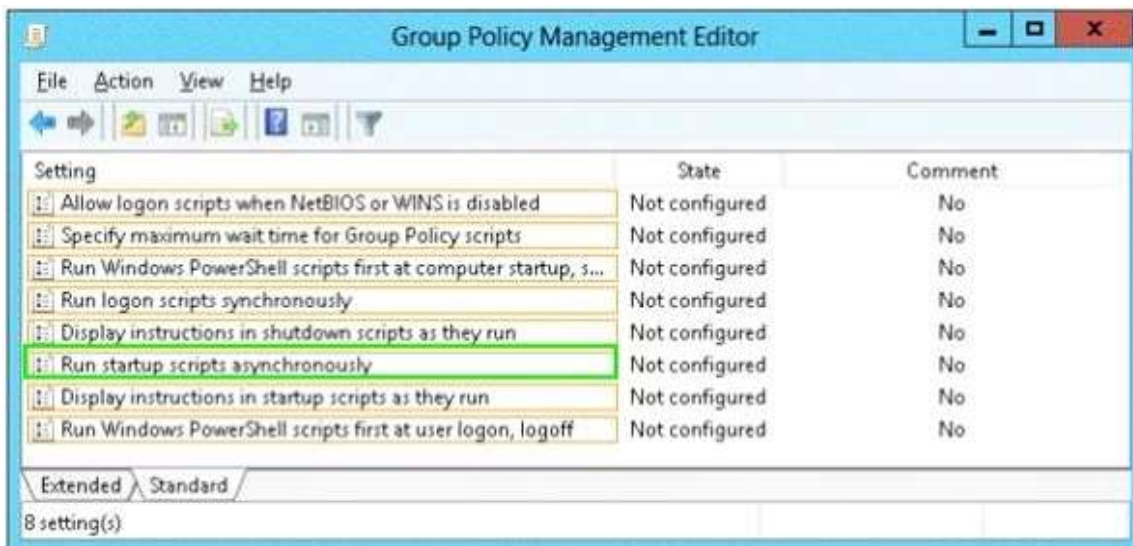 Group Policy Management Editor
File Action View Help
Setting State Comment
Allow logon scripts when NetBIOS or WINS is disabled Not configured No
Specify maximum wait time for Group Policy scripts Not configured No
Run Windows PowerShell scripts first at computer startup, s... Not configured No
Run logon scripts synchronously Not configured No
Display instructions in shutdown scripts as they run Not configured No
Run startup scripts asynchronously Not configured No
Display instructions in startup scripts as they run Not configured No
Run Windows PowerShell scripts first at user logon, logoff Not configured No
Extended Standard
8 setting(s)